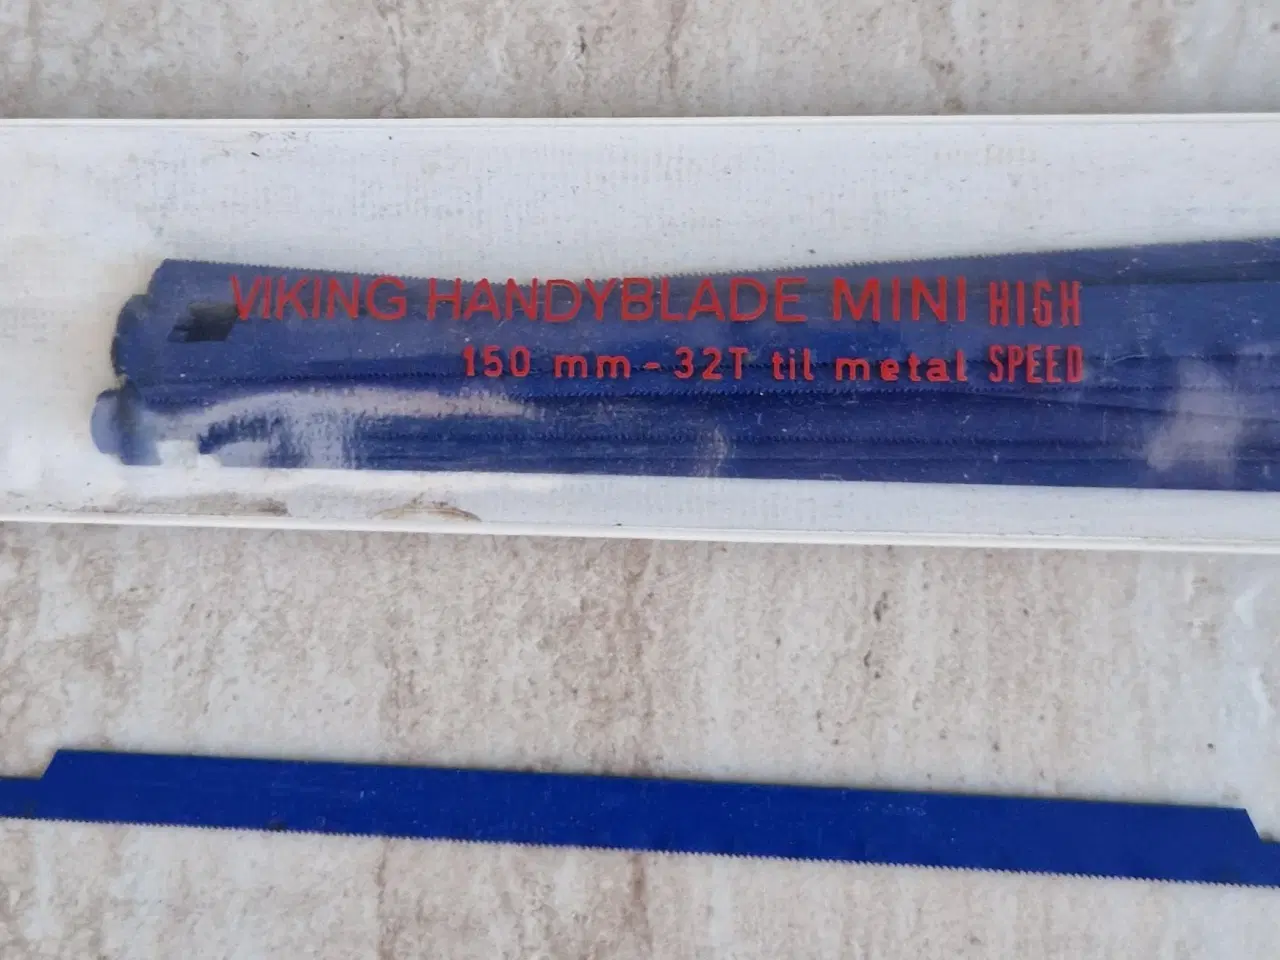 VIKING HANDYBLADE MINI HIGH
150 mm - 32T til metal SPEED